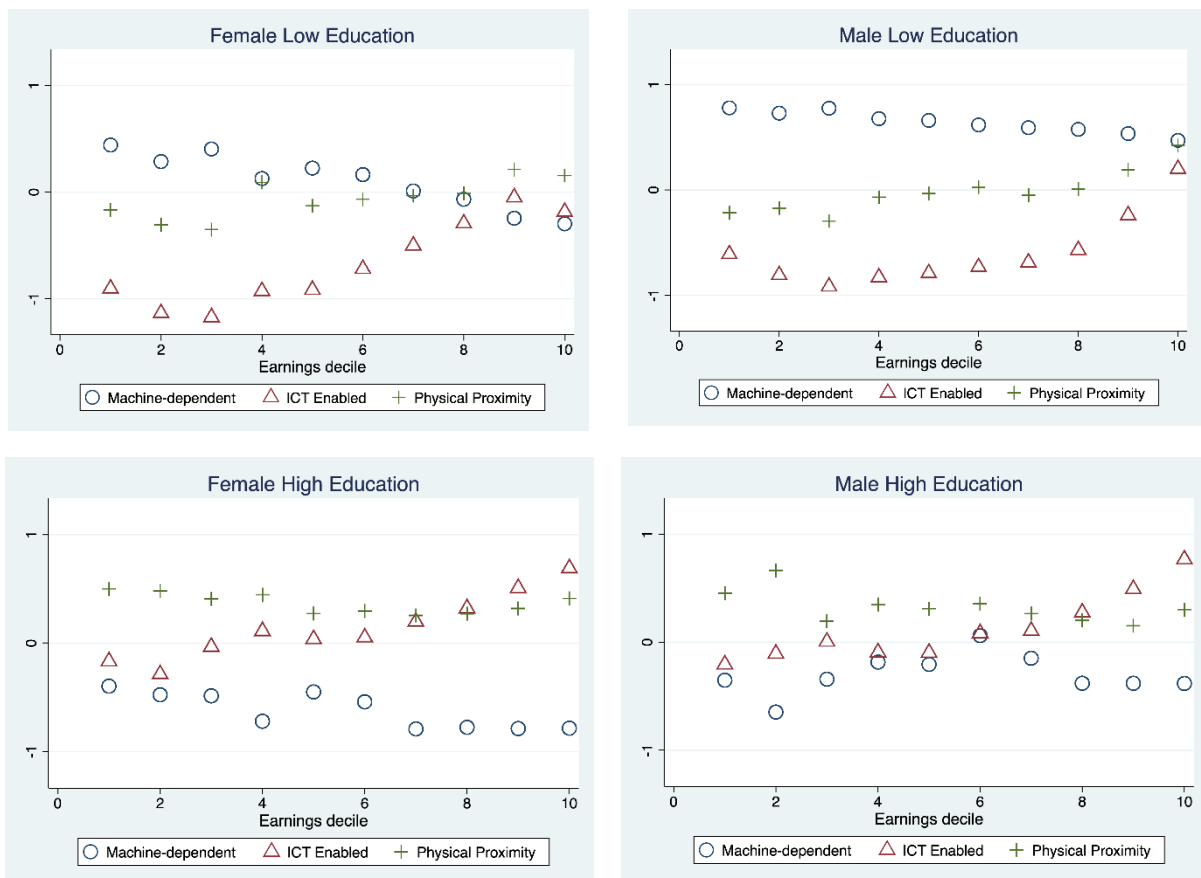 Female Low Education
1
0
-1
0 2 4 6 8 10
Earnings decile
Machine-dependent ICT Enabled Physical Proximity
Male Low Education
1
0
-1
0 2 4 6 8 10
Earnings decile
Machine-dependent ICT Enabled Physical Proximity
Female High Education
1
0
-1
0 2 4 6 8 10
Earnings decile
Machine-dependent ICT Enabled Physical Proximity
Male High Education
1
0
-1
0 2 4 6 8 10
Earnings decile
Machine-dependent ICT Enabled Physical Proximity